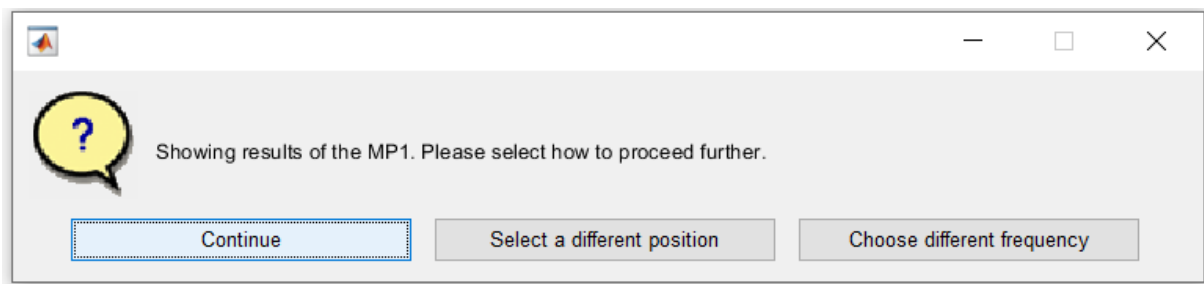 Showing results of the MP1. Please select how to proceed further.
Continue
Select a different position
Choose different frequency